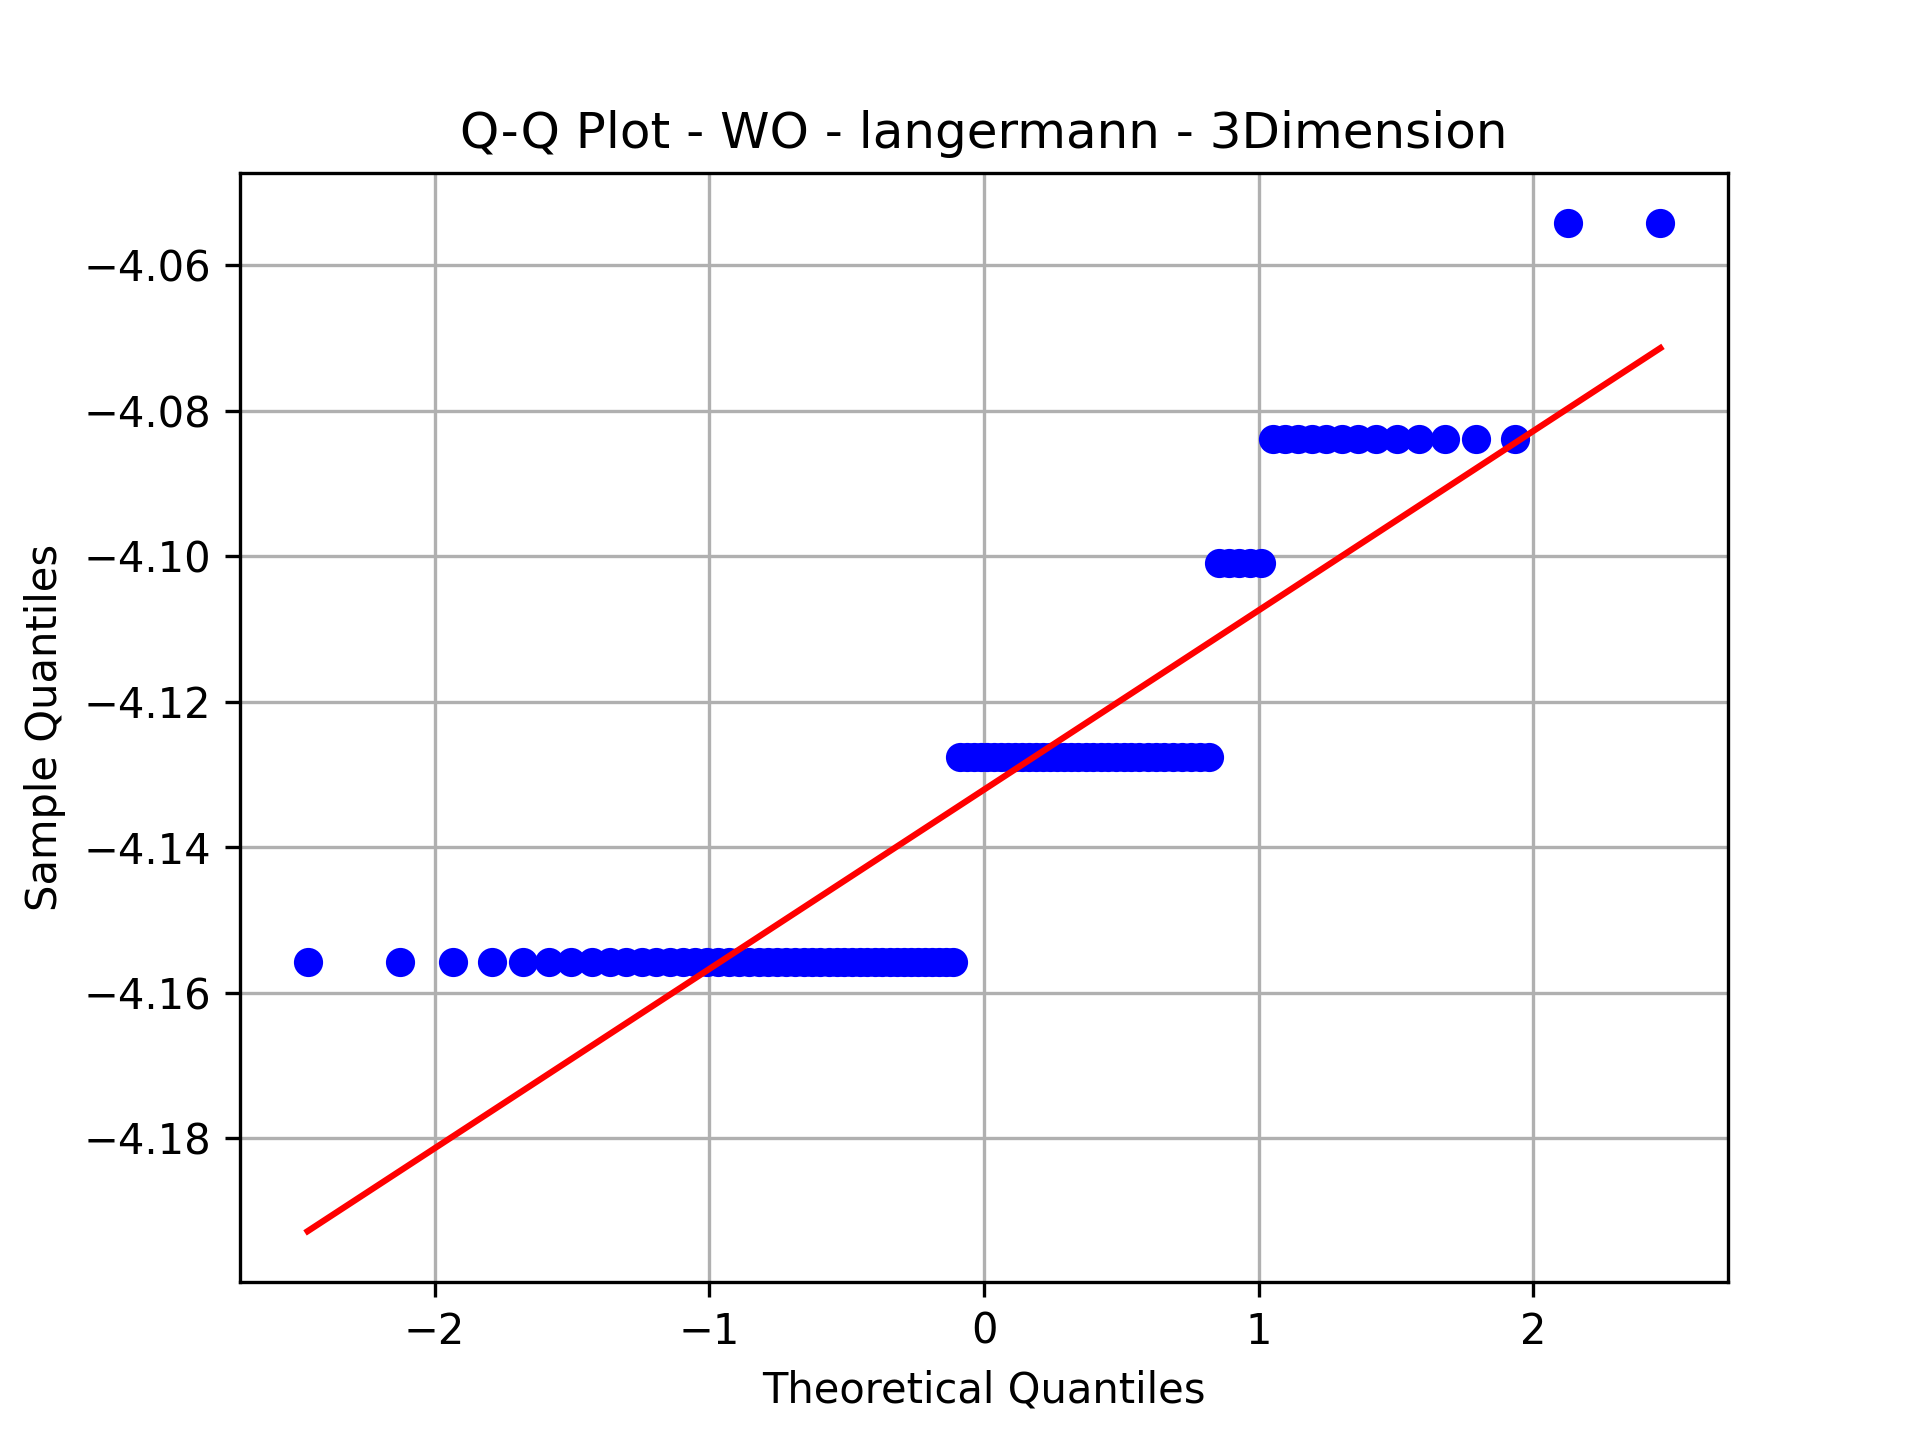 Q-Q Plot - WO - langermann - 3Dimension
Sample Quantiles
−4.06
−4.08
−4.10
−4.12
−4.14
−4.16
−4.18
−2 −1 0 1 2
Theoretical Quantiles